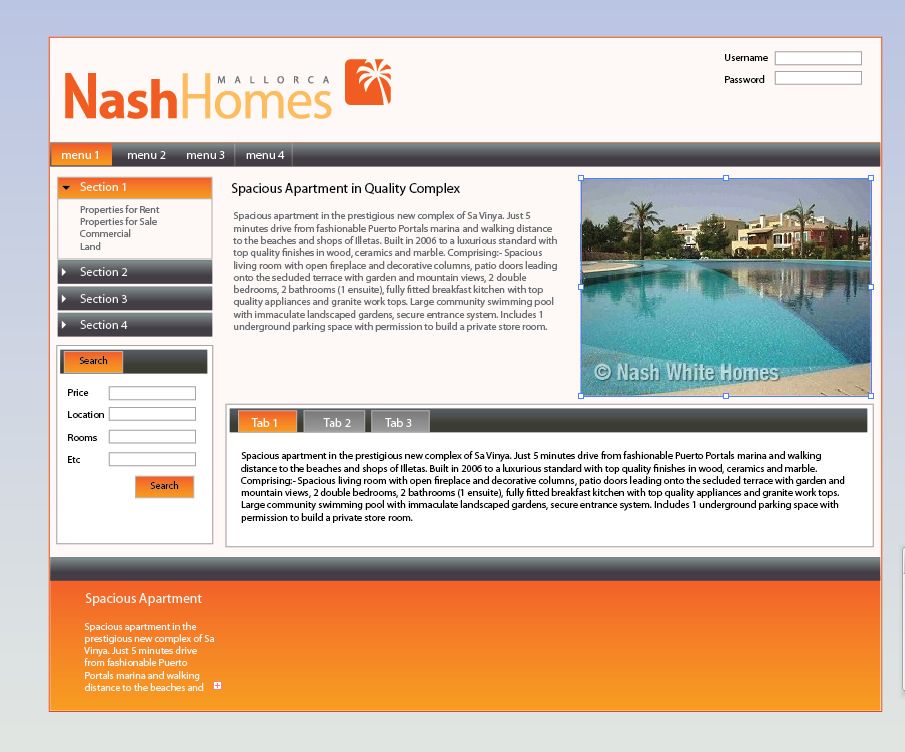 MALLORCA
NashHomes
Username
Password
menu 1 menu 2 menu 3 menu 4
Section 1
Properties for Rent
Properties for Sale
Commercial
Land
Section 2
Section 3
Section 4
Search
Price
Location
Rooms
Etc
Search
Spacious Apartment in Quality Complex
Spacious apartment in the prestigious new complex of Sa Vinya. Just 5
minutes drive from fashionable Puerto Portals marina and walking distance
to the beaches and shops of Illetas. Built in 2006 to a luxurious standard with
top quality finishes in wood, ceramics and marble. Comprising:- Spacious
living room with open fireplace and decorative columns, patio doors leading
onto the secluded terrace with garden and mountain views, 2 double
bedrooms, 2 bathrooms (1 ensuite), fully fitted breakfast kitchen with top
quality appliances and granite work tops. Large community swimming pool
with immaculate landscaped gardens, secure entrance system. Includes 1
underground parking space with permission to build a private store room.
© Nash White Homes
Tab 1 Tab 2 Tab 3
Spacious apartment in the prestigious new complex of Sa Vinya. Just 5 minutes drive from fashionable Puerto Portals marina and walking
distance to the beaches and shops of Illetas. Built in 2006 to a luxurious standard with top quality finishes in wood, ceramics and marble.
Comprising:- Spacious living room with open fireplace and decorative columns, patio doors leading onto the secluded terrace with garden and
mountain views, 2 double bedrooms, 2 bathrooms (1 ensuite), fully fitted breakfast kitchen with top quality appliances and granite work tops.
Large community swimming pool with immaculate landscaped gardens, secure entrance system. Includes 1 underground parking space with
permission to build a private store room.
Spacious Apartment
Spacious apartment in the
prestigious new complex of Sa
Vinya. Just 5 minutes drive
from fashionable Puerto
Portals marina and walking
distance to the beaches and